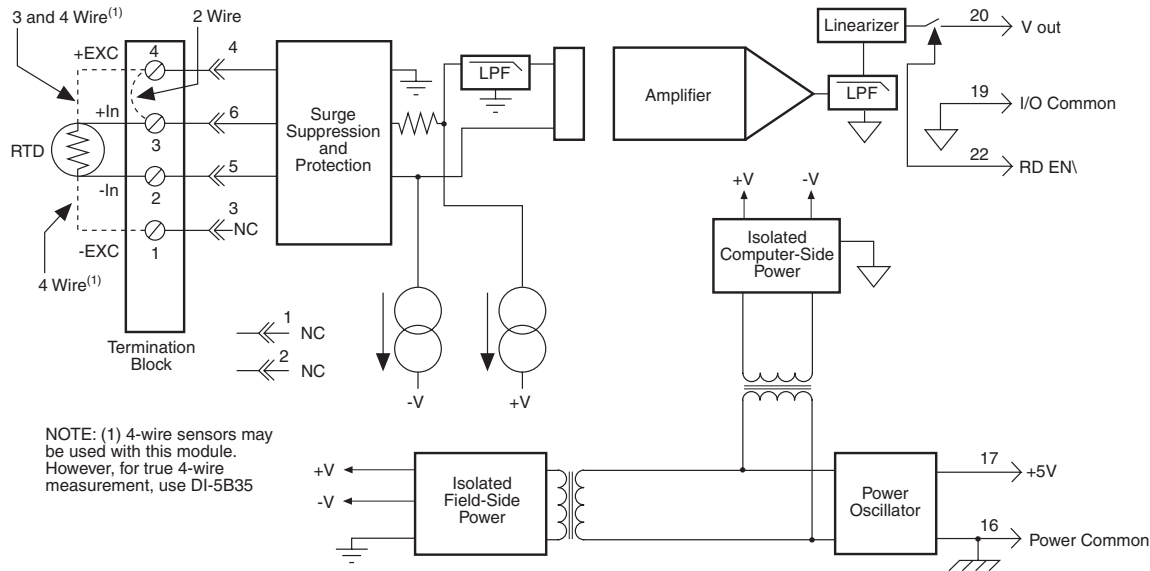 3 and 4 Wire(1)
2 Wire
+EXC
4
4
+In
3
6
RTD
-In
2
5
-EXC
1
3
NC
4 Wire(1)
Termination
Block
1
NC
2
NC
Surge
Suppression
and
Protection
LPF
-V
+V
Amplifier
LPF
Linearizer
20
V out
19
I/O Common
22
RD EN\
+V
-V
Isolated
Computer-Side
Power
NOTE: (1) 4-wire sensors may
be used with this module.
However, for true 4-wire
measurement, use DI-5B35
+V
-V
Isolated
Field-Side
Power
Power
Oscillator
17
+5V
16
Power Common